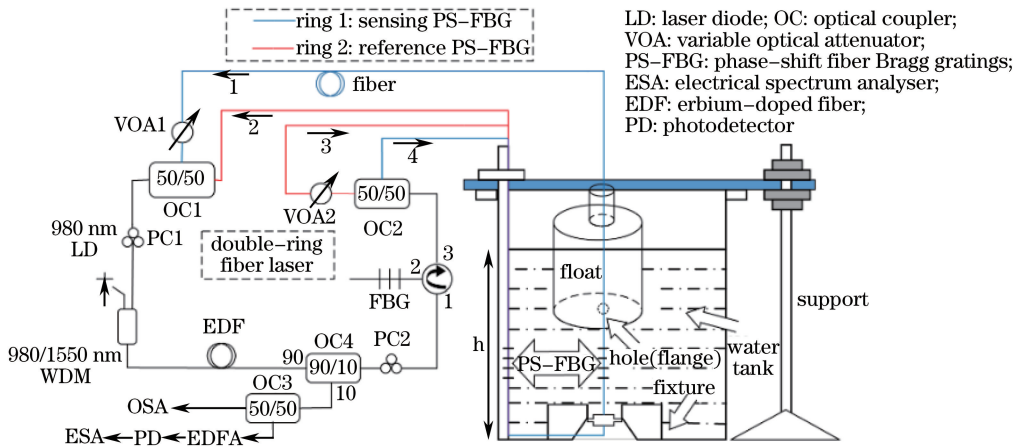 ring 1: sensing PS-FBG
ring 2: reference PS-FBG
LD: laser diode; OC: optical coupler;
VOA: variable optical attenuator;
PS-FBG: phase-shift fiber Bragg gratings;
ESA: electrical spectrum analyser;
EDF: erbium-doped fiber;
PD: photodetector
1
fiber
2
3
4
VOA1
50/50
OC1
VOA2
50/50
OC2
980 nm
LD
PC1
double-ring
fiber laser
3
2
1
FBG
float
support
h
EDF
PC2
980/1550 nm
WDM
90
OC4
90/10
10
PS-FBG
hole(flange)
water
tank
fixture
OC3
50/50
OSA
ESA
PD
EDFA